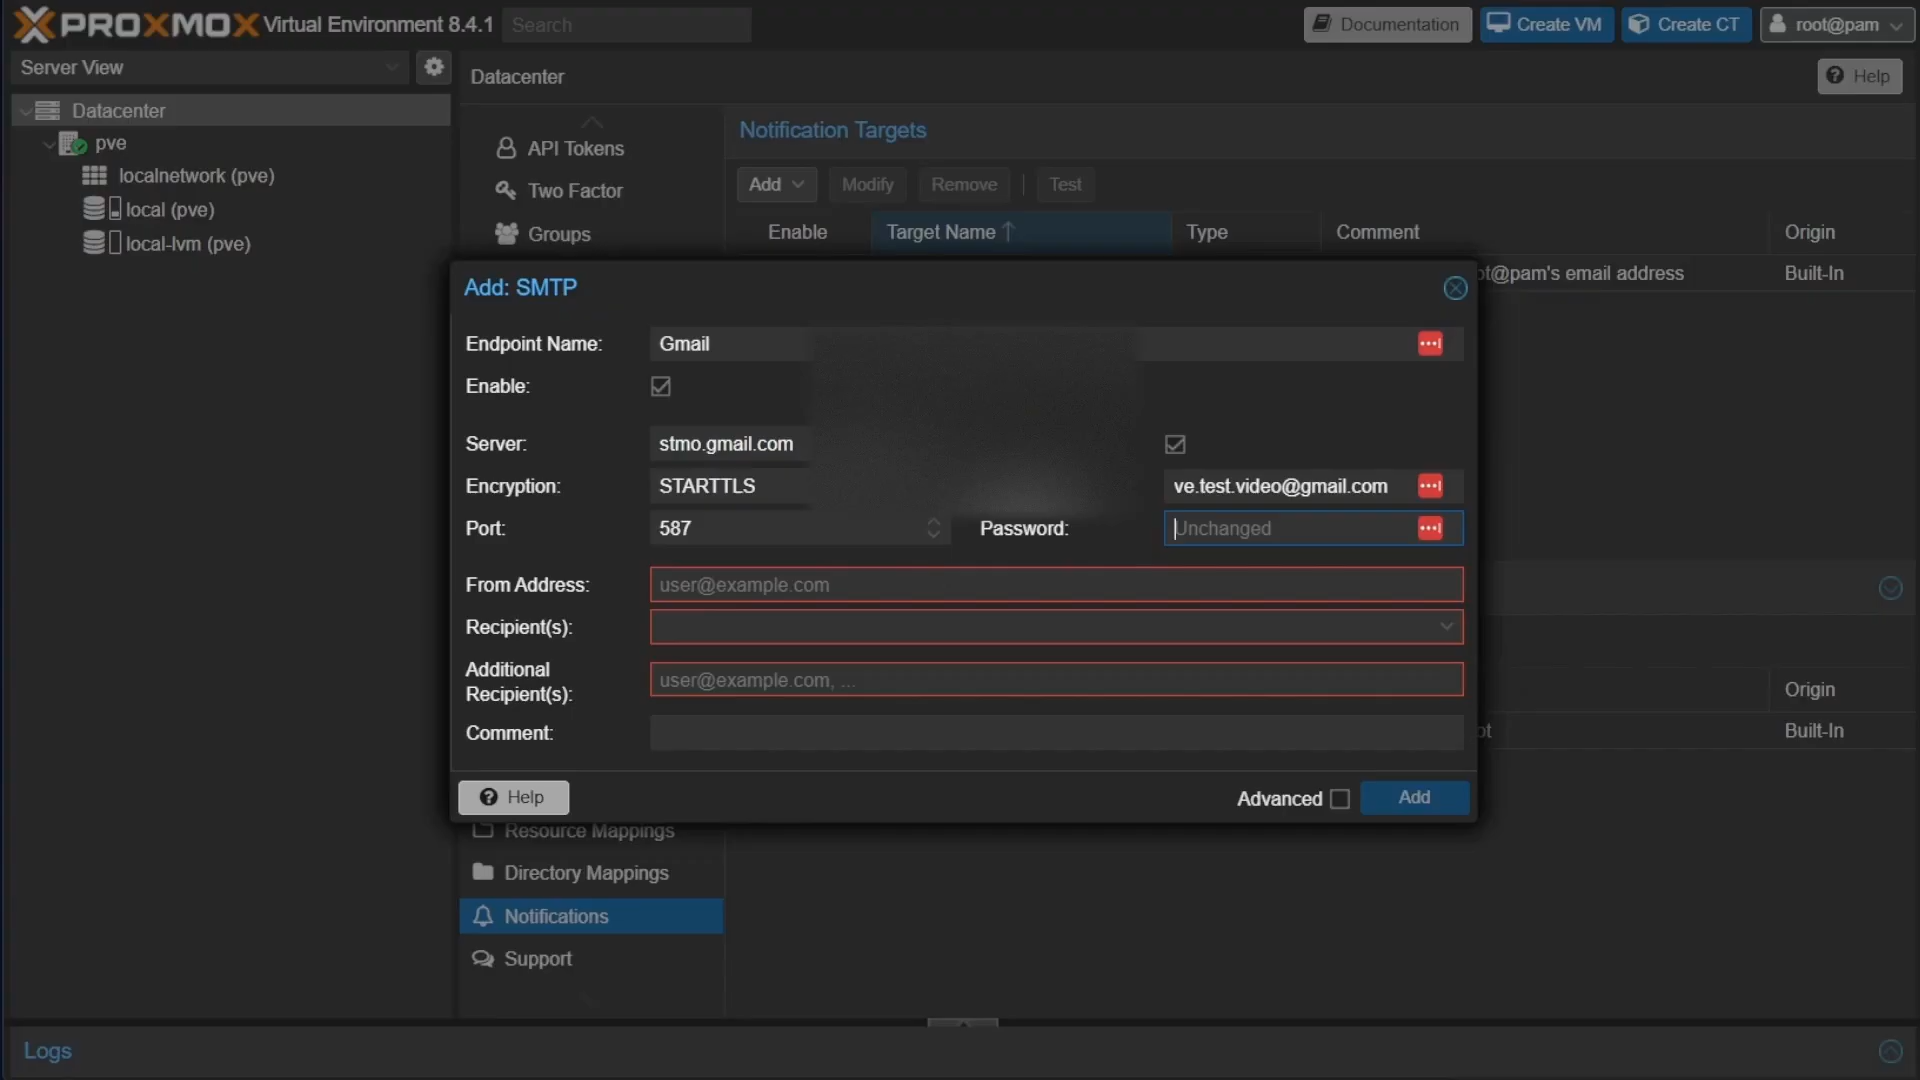 PROXMOX Virtual Environment 8.4.1 Search Documentation Create VM Create CT root@pam
Server View
Datacenter
pve
localnetwork (pve)
local (pve)
local-lvm (pve)
Datacenter Help
API Tokens
Two Factor
Groups
Resource Mappings
Directory Mappings
Notifications
Support
Notification Targets
Add Modify Remove Test
Enable Target Name Type Comment Origin
ot@pam's email address Built-In
Origin
ot Built-In
Add: SMTP
Endpoint Name: Gmail
Enable:
Server: stmo.gmail.com
Encryption: STARTTLS ve.test.video@gmail.com
Port: 587 Password: Unchanged
From Address: user@example.com
Recipient(s):
Additional
Recipient(s): user@example.com, ...
Comment:
Help Advanced Add
Logs